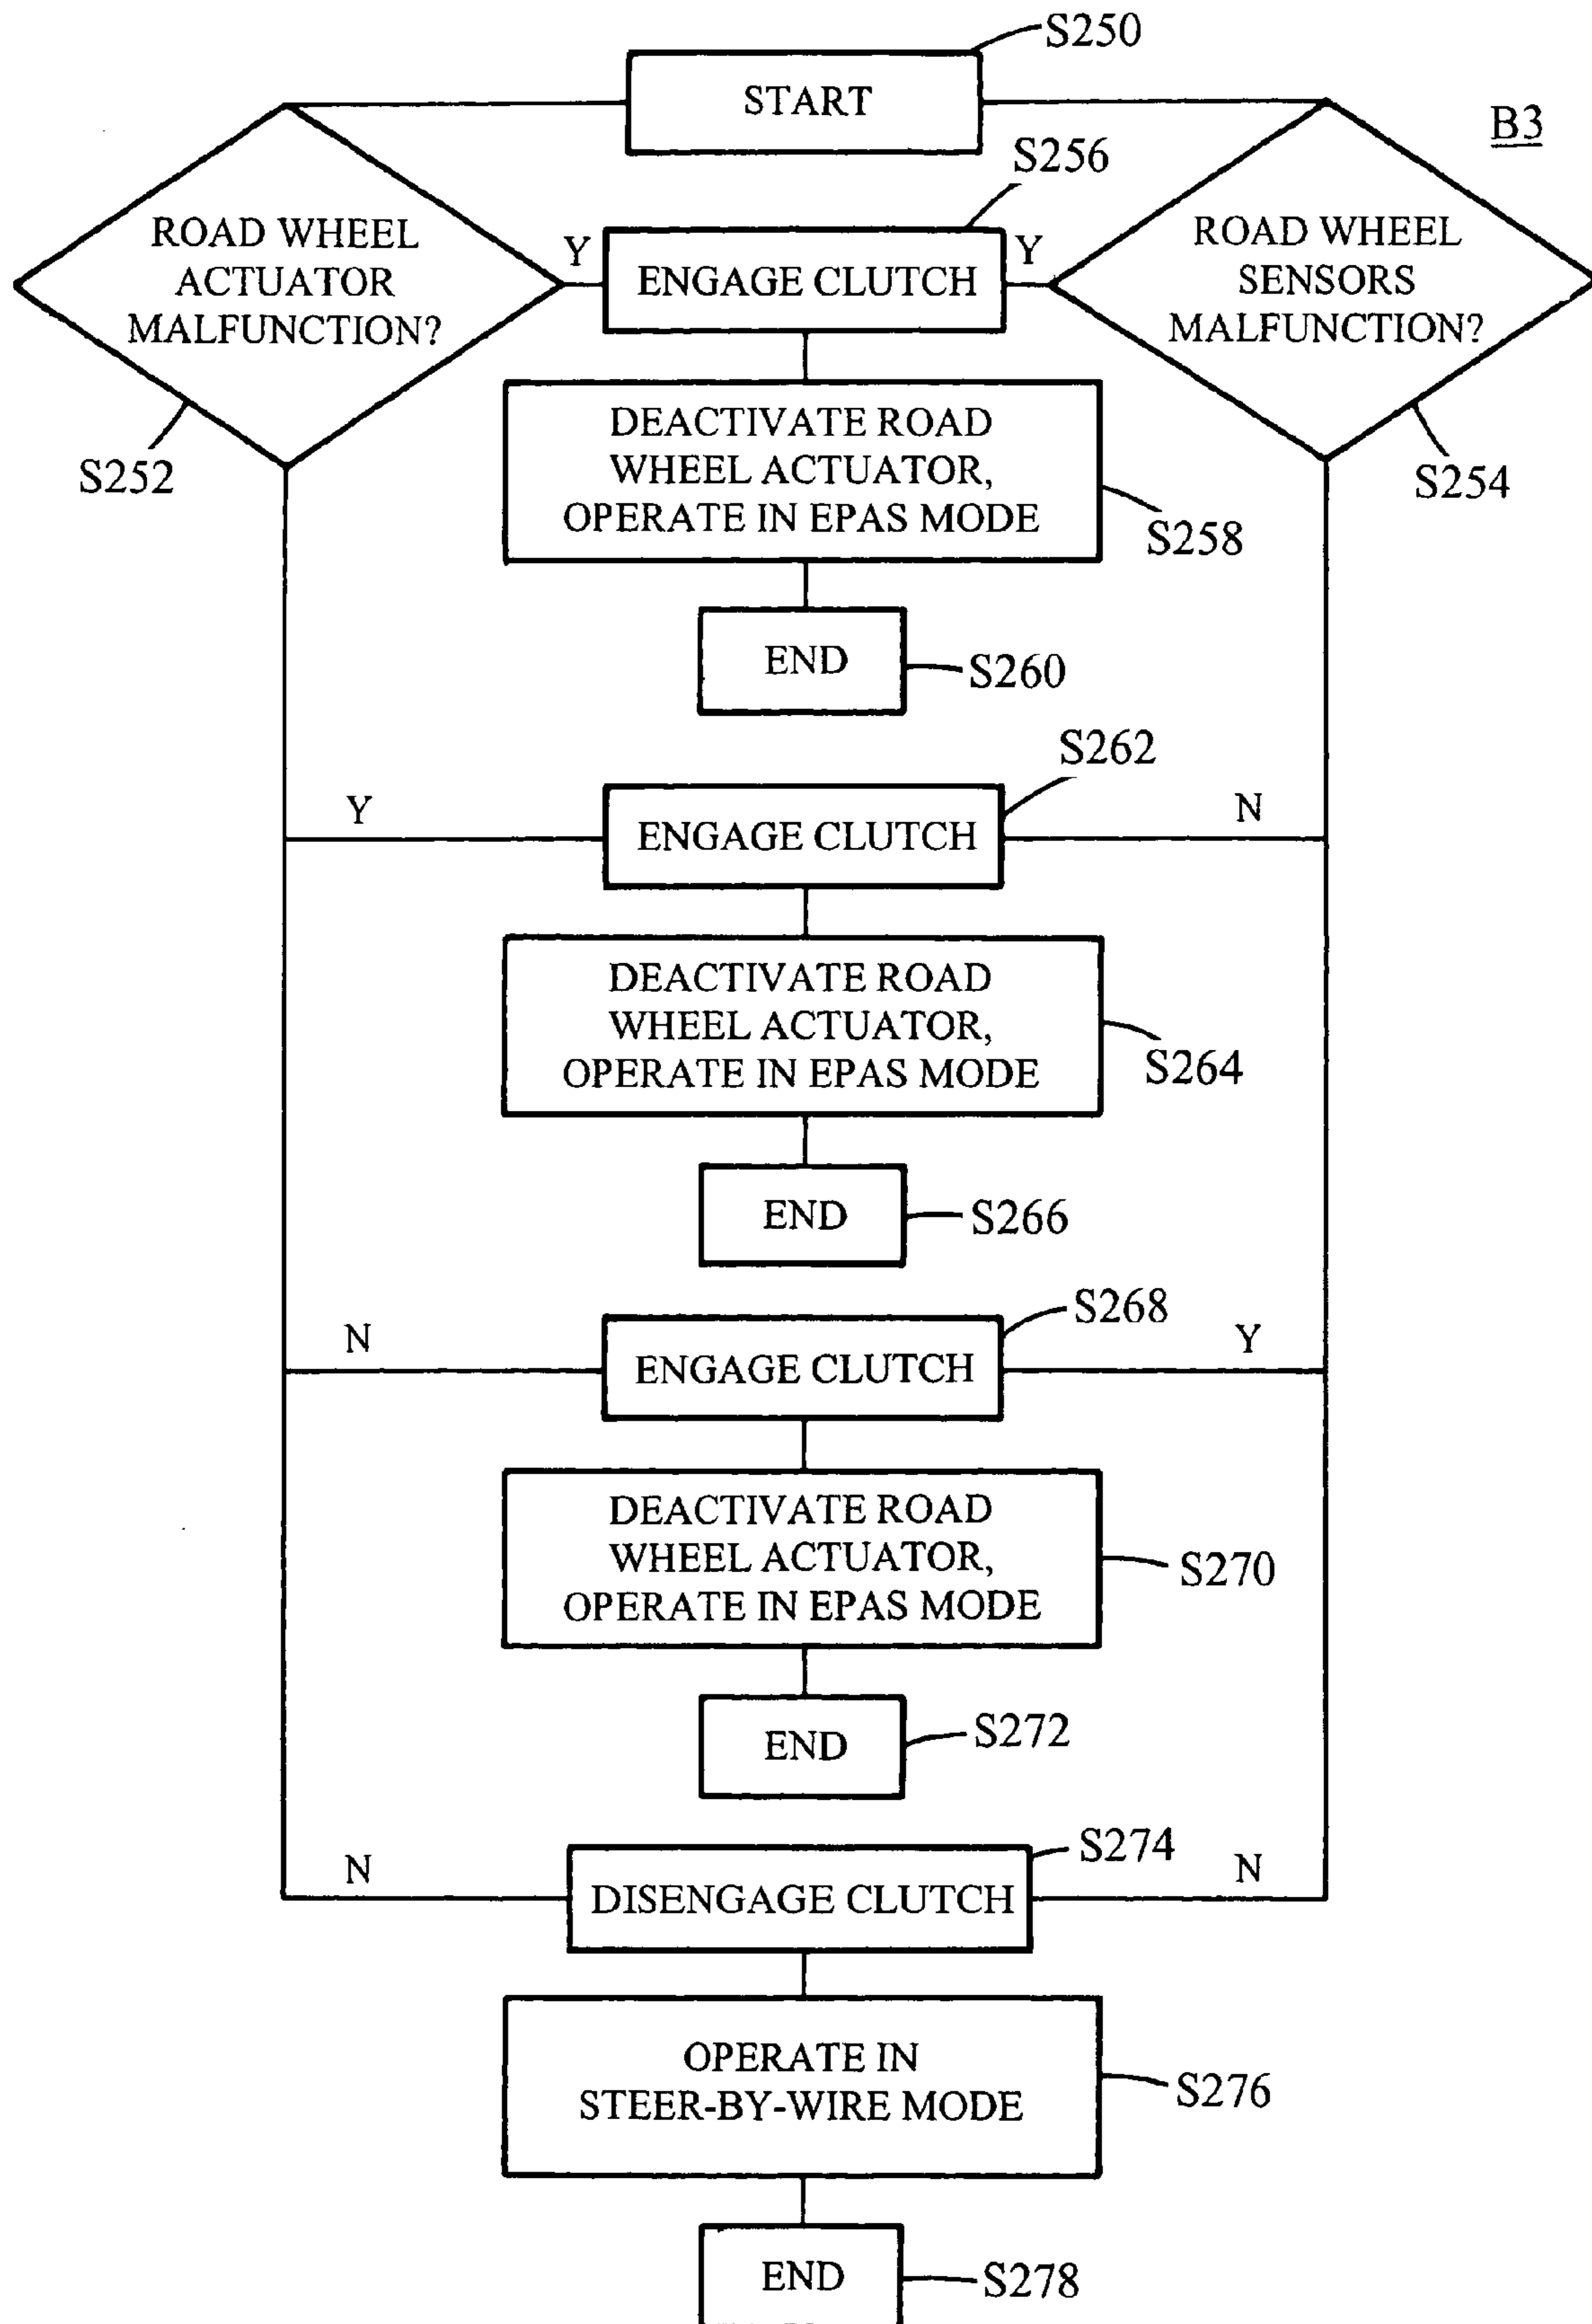 S250
START
B3
S256
ROAD WHEEL
ACTUATOR
MALFUNCTION?
Y
ENGAGE CLUTCH
Y
ROAD WHEEL
SENSORS
MALFUNCTION?
S252
DEACTIVATE ROAD
WHEEL ACTUATOR,
OPERATE IN EPAS MODE
S254
S258
END
S260
S262
Y
ENGAGE CLUTCH
N
DEACTIVATE ROAD
WHEEL ACTUATOR,
OPERATE IN EPAS MODE
S264
END
S266
S268
N
ENGAGE CLUTCH
Y
DEACTIVATE ROAD
WHEEL ACTUATOR,
OPERATE IN EPAS MODE
S270
END
S272
S274
N
DISENGAGE CLUTCH
N
OPERATE IN
STEER-BY-WIRE MODE
S276
END
S278